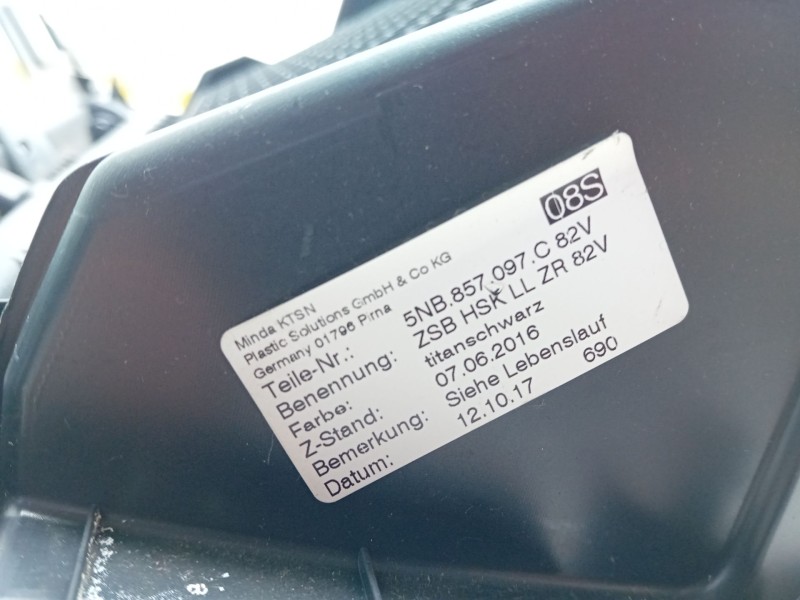 08S
Minda KTSN
Plastic Solutions GmbH & Co KG
Germany 01796 Pirna
Teile-Nr.: 5NB.857.097.C 82V
Benennung: ZSB HSK LL ZR 82V
Farbe: titanschwarz
Z-Stand: 07.06.2016
Bemerkung: Siehe Lebenslauf
Datum: 12.10.17 690